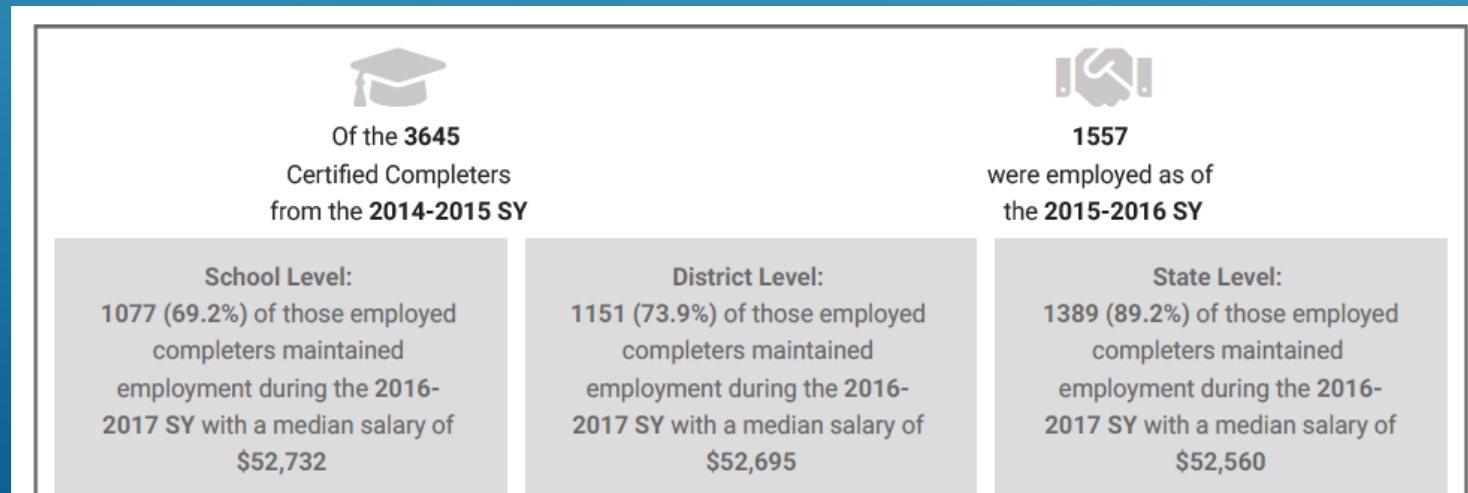 Of the 3645
Certified Completers
from the 2014-2015 SY
1557
were employed as of
the 2015-2016 SY
School Level:
1077 (69.2%) of those employed
completers maintained
employment during the 2016-
2017 SY with a median salary of
$52,732
District Level:
1151 (73.9%) of those employed
completers maintained
employment during the 2016-
2017 SY with a median salary of
$52,695
State Level:
1389 (89.2%) of those employed
completers maintained
employment during the 2016-
2017 SY with a median salary of
$52,560